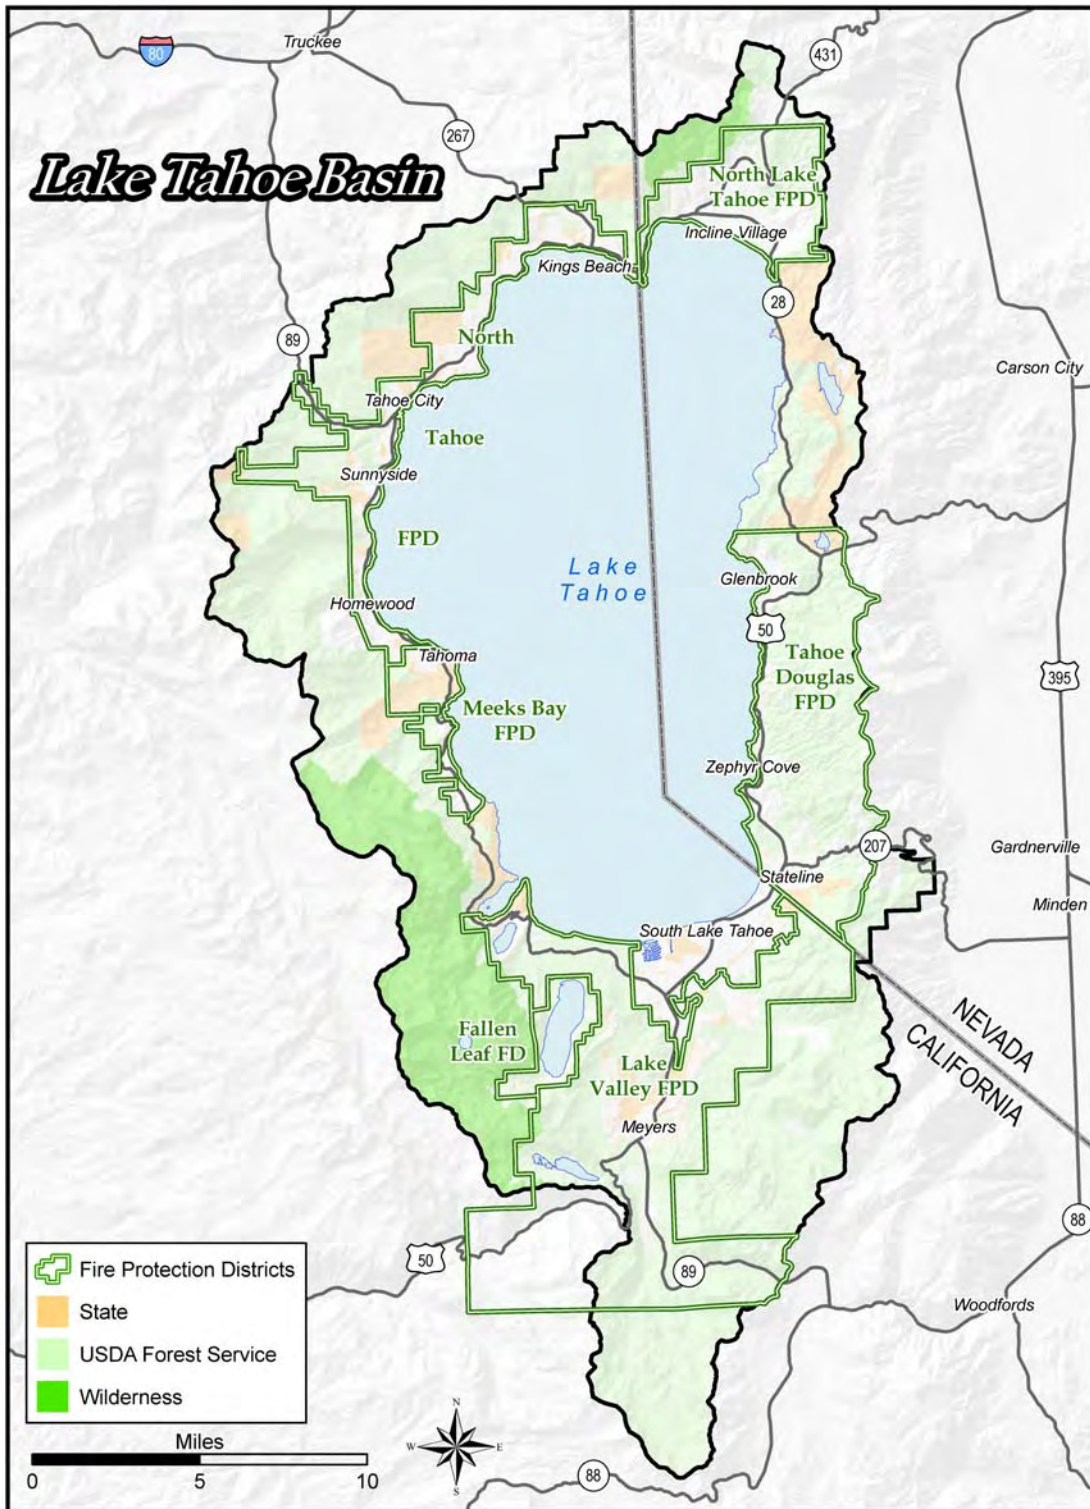 Truckee
80
431
267
Lake Tahoe Basin
North Lake
Tahoe FPD
Incline Village
Kings Beach
28
89
North
Carson City
Tahoe City
Tahoe
Sunnyside
FPD
Lake
Tahoe
Glenbrook
Homewood
50
Tahoma
Tahoe
Douglas
FPD
395
Meeks Bay
FPD
Zephyr Cove
207
Gardnerville
Stateline
Minden
South Lake Tahoe
NEVADA
CALIFORNIA
Fallen
Leaf FD
Lake
Valley FPD
Meyers
88
50
89
Woodfords
Fire Protection Districts
State
USDA Forest Service
Wilderness
Miles
0 5 10
N
W E
S
88